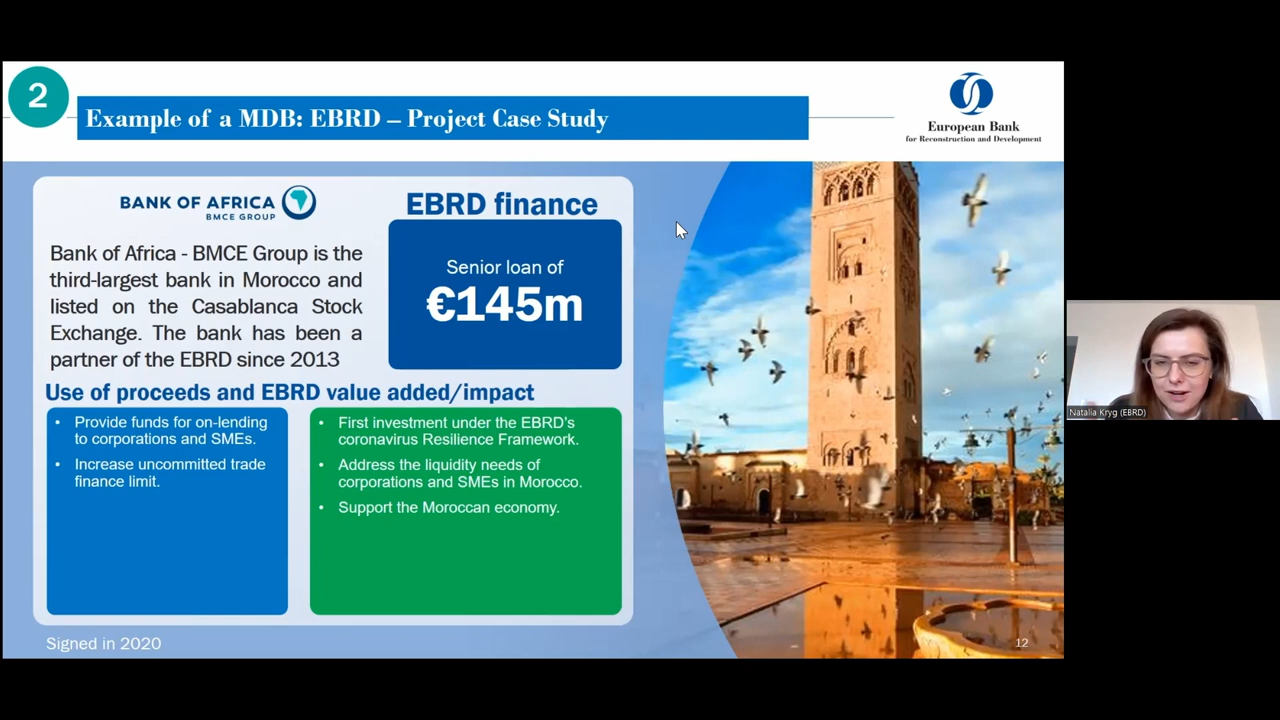 2
Example of a MDB: EBRD – Project Case Study
European Bank
for Reconstruction and Development
BANK OF AFRICA
BMCE GROUP
EBRD finance
Bank of Africa - BMCE Group is the
third-largest bank in Morocco and
listed on the Casablanca Stock
Exchange. The bank has been a
partner of the EBRD since 2013
Senior loan of
€145m
Use of proceeds and EBRD value added/impact
• Provide funds for on-lending
to corporations and SMEs.
• Increase uncommitted trade
finance limit.
• First investment under the EBRD's
coronavirus Resilience Framework.
• Address the liquidity needs of
corporations and SMEs in Morocco.
• Support the Moroccan economy.
Signed in 2020
12
Natalia Kryg (EBRD)